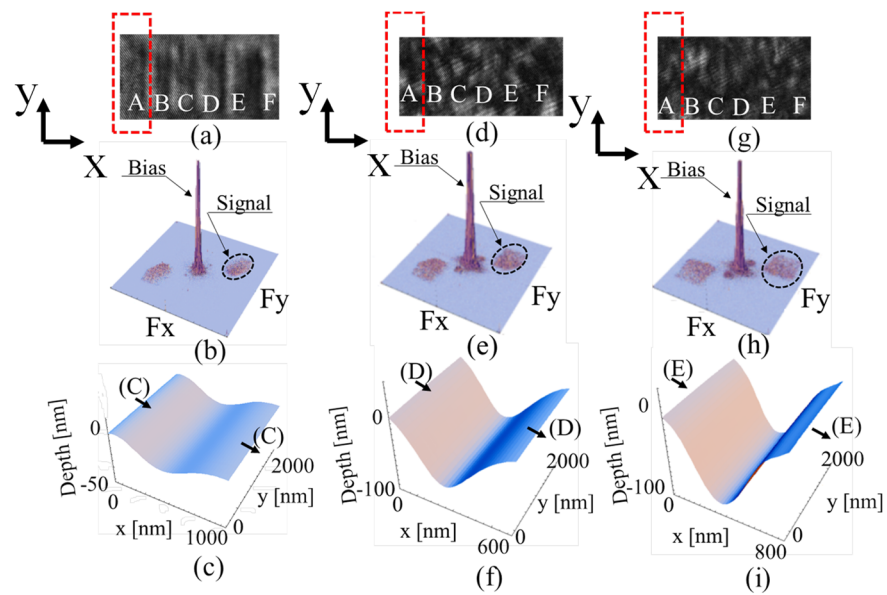 A B C D E F
y
x
(a)
A B C D E F
y
x
(d)
A B C D E F
y
x
(g)
Bias
Signal
Fx
Fy
(b)
Bias
Signal
Fx
Fy
(e)
Bias
Signal
Fx
Fy
(h)
(C)
(C)
Depth [nm]
0
-50
0
x [nm]
1000
0
y [nm]
2000
(c)
(D)
(D)
Depth [nm]
0
-100
0
x [nm]
600
0
y [nm]
2000
(f)
(E)
(E)
Depth [nm]
0
-100
0
x [nm]
800
0
y [nm]
2000
(i)